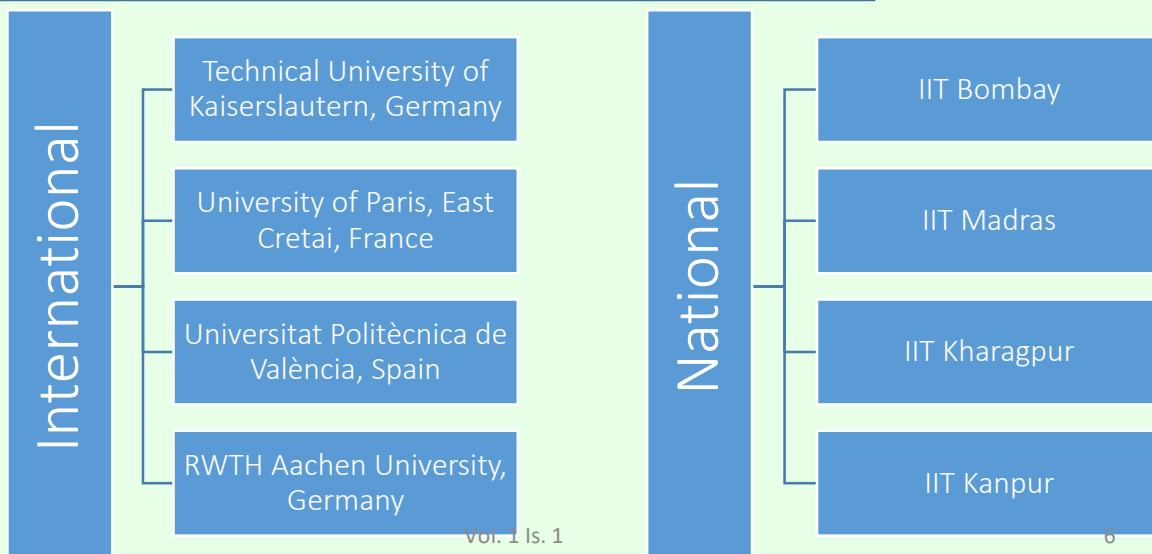 International
Technical University of
Kaiserslautern, Germany
University of Paris, East
Cretai, France
Universitat Politècnica de
València, Spain
RWTH Aachen University,
Germany
National
IIT Bombay
IIT Madras
IIT Kharagpur
IIT Kanpur
Vol. 1 Is. 1
6